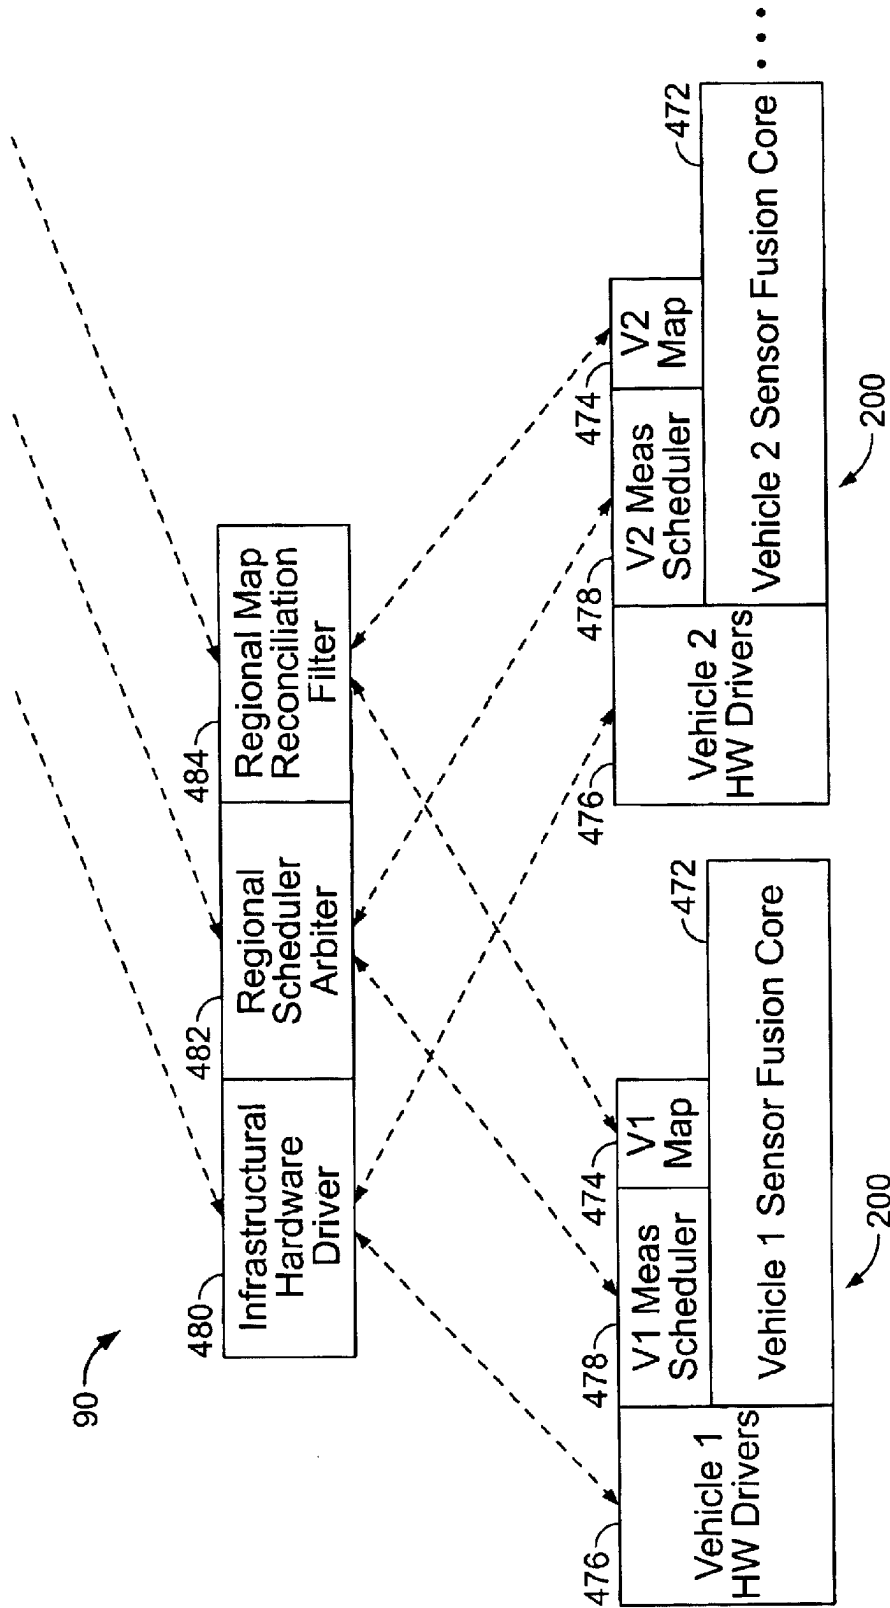 90
480
Infrastructural
Hardware
Driver
482
Regional
Scheduler
Arbiter
484
Regional Map
Reconciliation
Filter
476
Vehicle 1
HW Drivers
478
V1 Meas
Scheduler
474
V1
Map
472
Vehicle 1 Sensor Fusion Core
200
476
Vehicle 2
HW Drivers
478
V2 Meas
Scheduler
474
V2
Map
472
Vehicle 2 Sensor Fusion Core
200
• • •